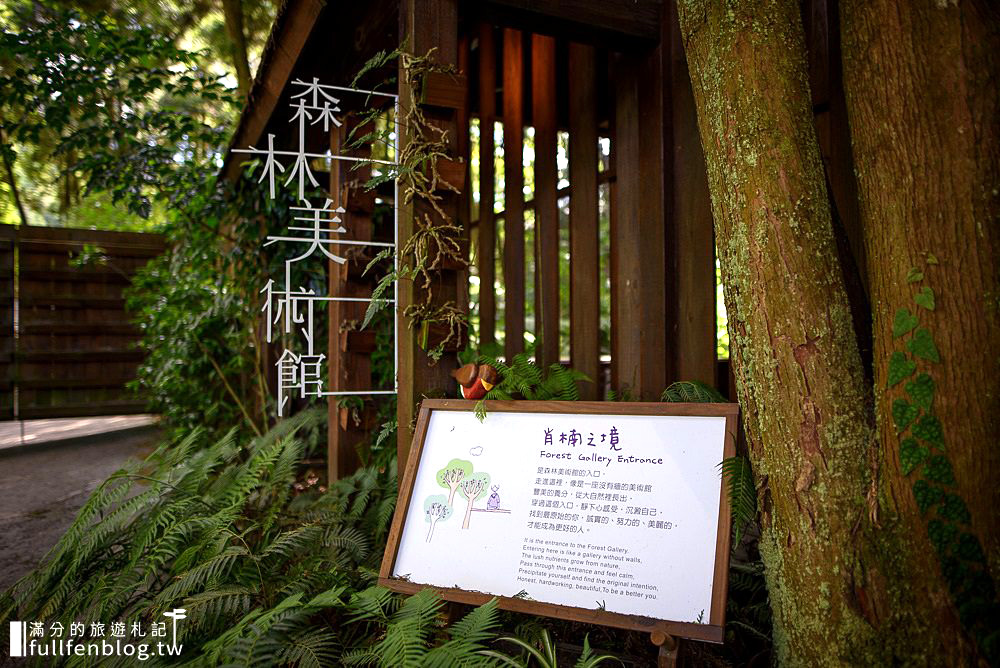 森林美術館
肖楠之境
Forest Gallery Entrance
是森林美術館的入口，
走進這裡，像是一座沒有牆的美術館
豐美的養分，從大自然裡長出，
穿過這個入口，靜下心感受，沉澱自己，
找到最原始的你，誠實的、努力的、美麗的，
才能成為更好的人。
It is the entrance to the Forest Gallery.
Entering here is like a gallery without walls,
The lush nutrients grow from nature,
Pass through this entrance and feel calm,
Precipitate yourself and find the original intention,
Honest, hardworking, beautiful,To be a better you.
滿分的旅遊札記
fullfenblog.tw